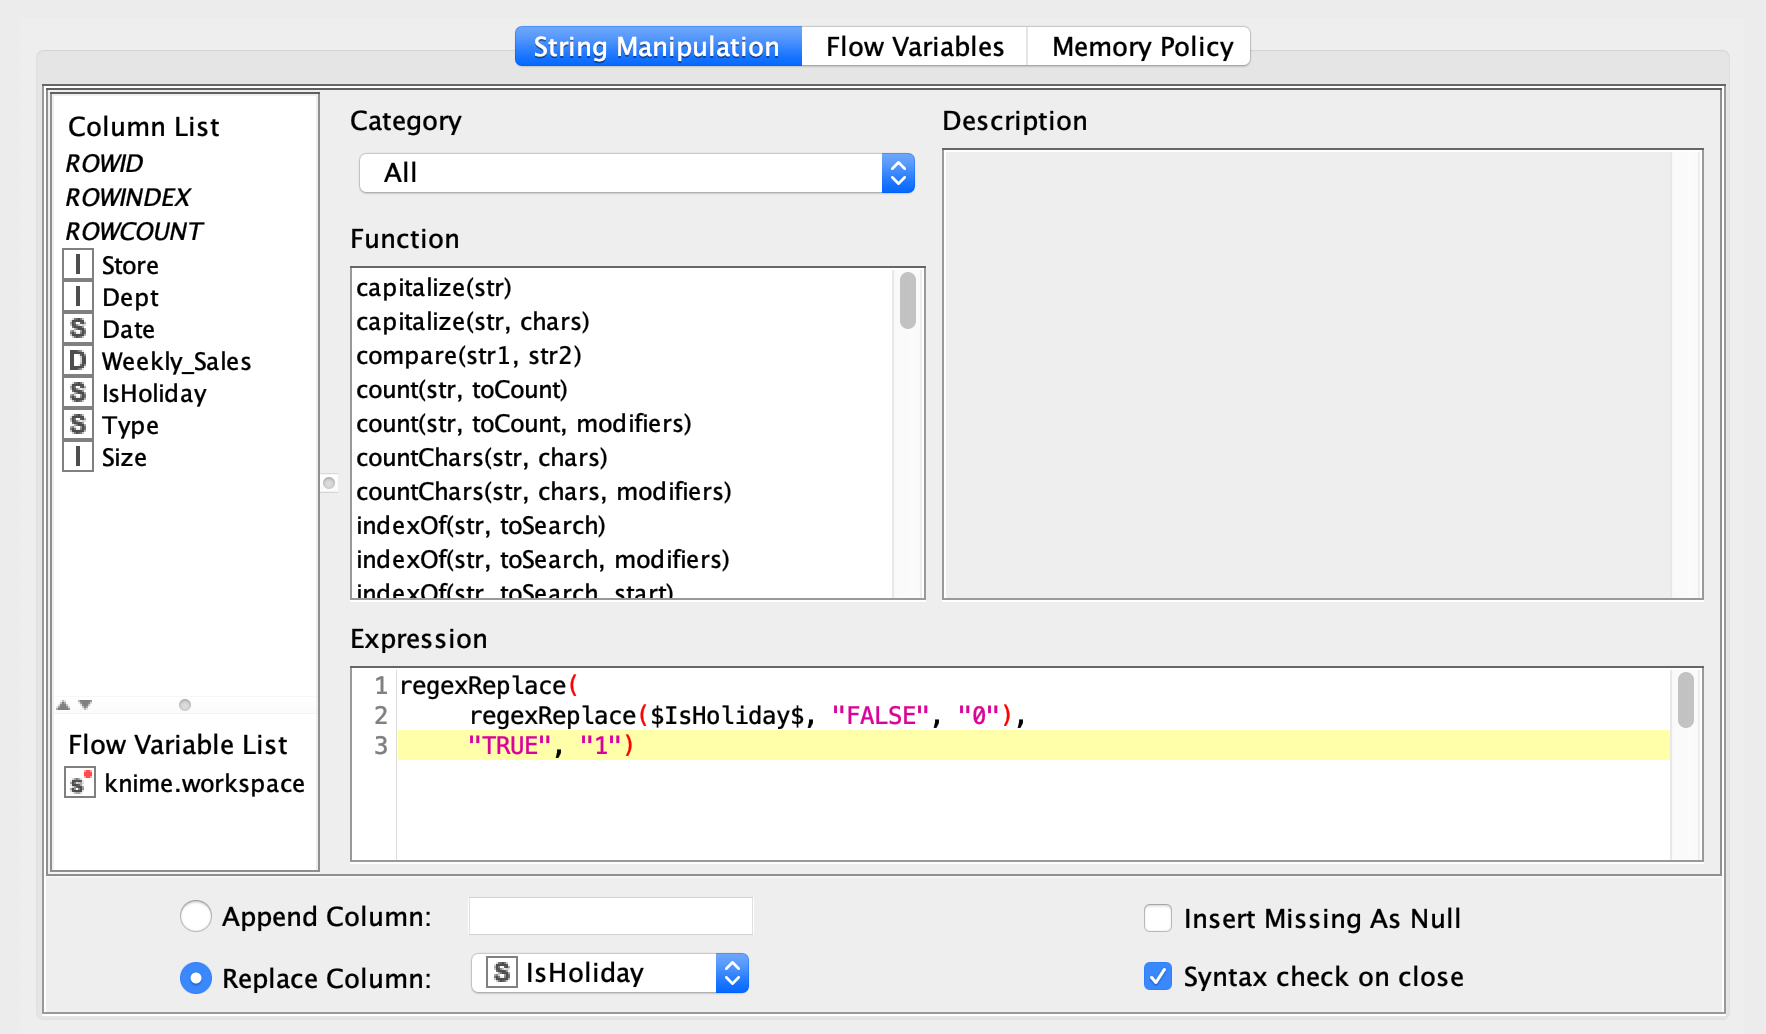 String Manipulation
Flow Variables
Memory Policy
Column List
ROWID
ROWINDEX
ROWCOUNT
I Store
I Dept
S Date
D Weekly_Sales
S IsHoliday
S Type
I Size
Flow Variable List
s knime.workspace
Category
All
Function
capitalize(str)
capitalize(str, chars)
compare(str1, str2)
count(str, toCount)
count(str, toCount, modifiers)
countChars(str, chars)
countChars(str, chars, modifiers)
indexOf(str, toSearch)
indexOf(str, toSearch, modifiers)
indexOf(str, toSearch, start)
Description
Expression
1 regexReplace(
2 regexReplace($IsHoliday$, "FALSE", "0"),
3 "TRUE", "1")
Append Column:
Replace Column:
S IsHoliday
Insert Missing As Null
Syntax check on close